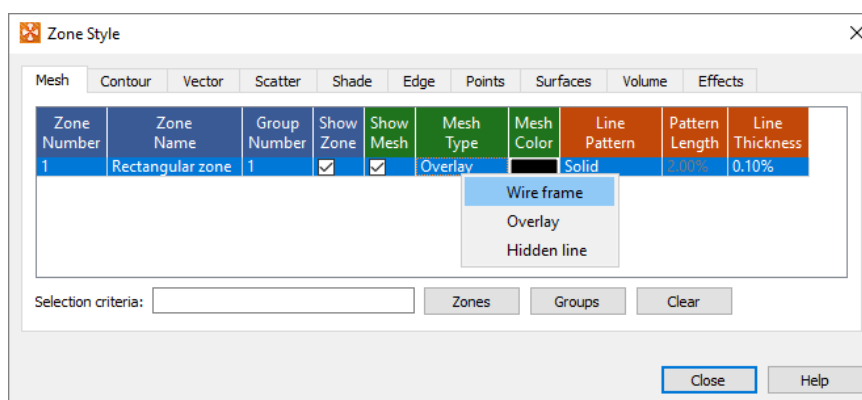 Zone Style
Mesh Contour Vector Scatter Shade Edge Points Surfaces Volume Effects
Zone Number Zone Name Group Number Show Zone Show Mesh Mesh Type Mesh Color Line Pattern Pattern Length Line Thickness
1 Rectangular zone 1 Overlay Solid 2.00% 0.10%
Wire frame
Overlay
Hidden line
Selection criteria: Zones Groups Clear
Close Help